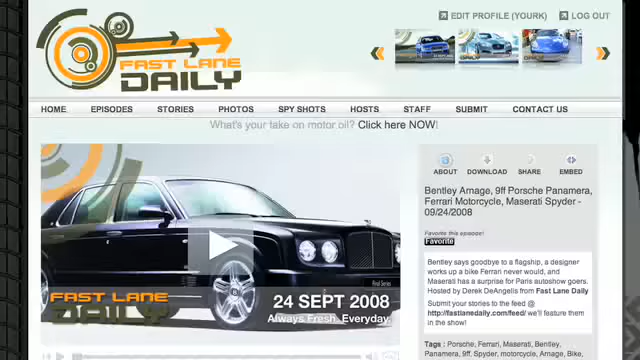 EDIT PROFILE (YOURK)
LOG OUT
FAST LANE
DAILY
HOME
EPISODES
STORIES
PHOTOS
SPY SHOTS
HOSTS
STAFF
SUBMIT
CONTACT US
What's your take on motor oil? Click here NOW!
Final Series
FAST LANE
DAILY
24 SEPT 2008
Always Fresh. Everyday.
ABOUT
DOWNLOAD
SHARE
EMBED
Bentley Arnage, 9ff Porsche Panamera,
Ferrari Motorcycle, Maserati Spyder -
09/24/2008
Favorite this episode!
Favorite
Bentley says goodbye to a flagship, a designer
works up a bike Ferrari never would, and
Maserati has a surprise for Paris autoshow goers.
Hosted by Derek DeAngelis from Fast Lane Daily
Submit your stories to the feed @
http://fastlanedaily.com/feed/ we'll feature them
in the show!
Tags : Porsche, Ferrari, Maserati, Bentley,
Panamera, 9ff, Spyder, motorcycle, Arnage, Bike,